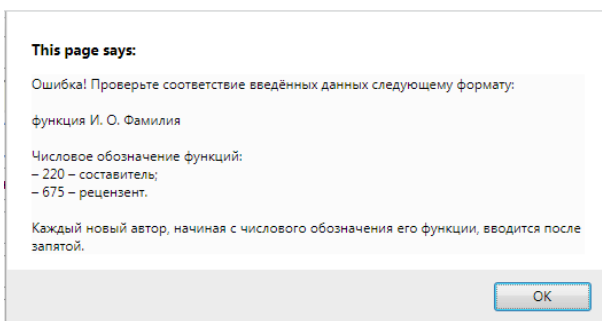 This page says:
Ошибка! Проверьте соответствие введённых данных следующему формату:
функция И. О. Фамилия
Числовое обозначение функций:
– 220 – составитель;
– 675 – рецензент.
Каждый новый автор, начиная с числового обозначения его функции, вводится после
запятой.
OK